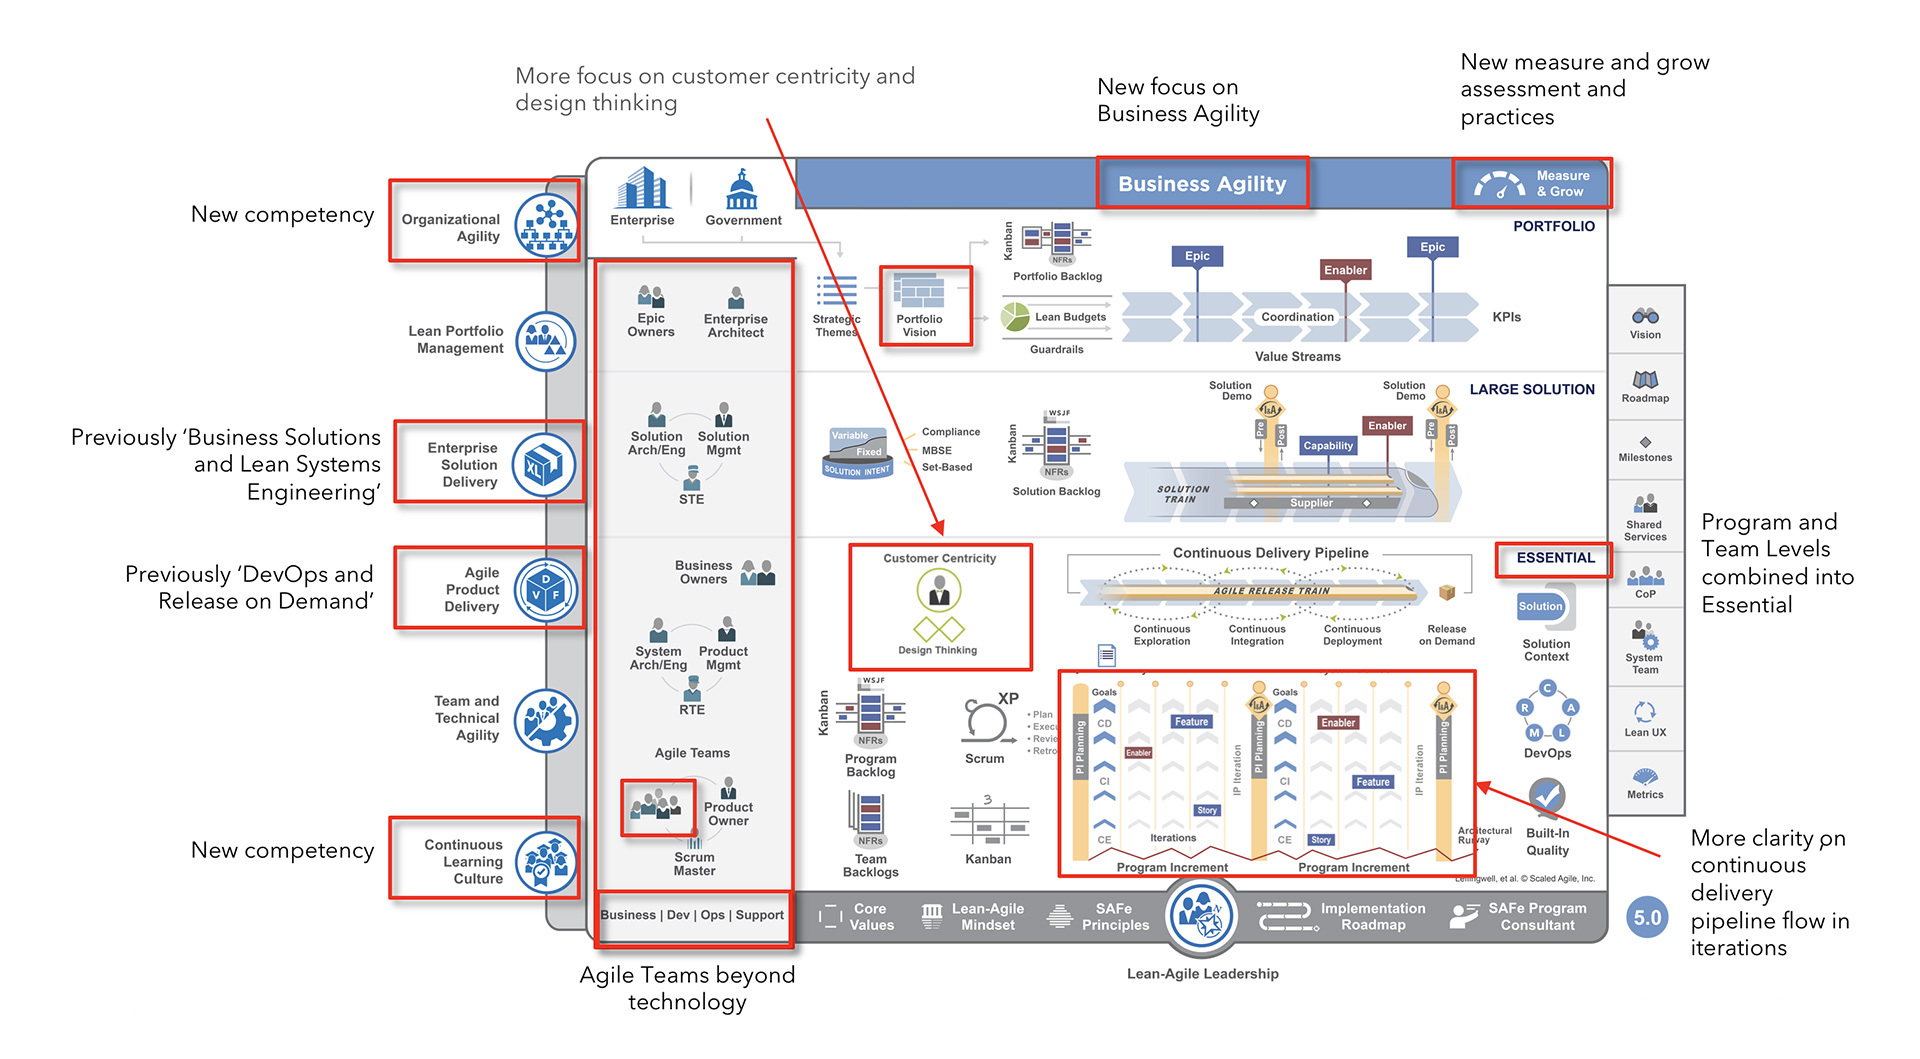 More focus on customer centricity and
design thinking
New focus on
Business Agility
New measure and grow
assessment and
practices
New competency
Organizational
Agility
Lean Portfolio
Management
Previously ‘Business Solutions
and Lean Systems
Engineering’
Enterprise
Solution
Delivery
XL
Previously ‘DevOps and
Release on Demand’
Agile
Product
Delivery
D
V F
Team and
Technical
Agility
New competency
Continuous
Learning
Culture
Enterprise
Government
Business Agility
Measure
& Grow
PORTFOLIO
Epic
Owners
Enterprise
Architect
Strategic
Themes
Portfolio
Vision
Kanban
NFRs
Portfolio Backlog
Lean Budgets
Guardrails
Epic
Enabler
Epic
Coordination
KPIs
Value Streams
LARGE SOLUTION
Solution
Arch/Eng
Solution
Mgmt
STE
Variable
Fixed
SOLUTION INTENT
Compliance
MBSE
Set-Based
WSJF
Kanban
NFRs
Solution Backlog
Solution
Demo
Solution
Demo
I&A
I&A
Pre
Post
Pre
Post
Capability
Enabler
SOLUTION
TRAIN
Supplier
ESSENTIAL
Business
Owners
System
Arch/Eng
Product
Mgmt
RTE
Agile Teams
Product
Owner
Scrum
Master
Business | Dev | Ops | Support
Customer Centricity
Design Thinking
Continuous Delivery Pipeline
AGILE RELEASE TRAIN
Continuous
Exploration
Continuous
Integration
Continuous
Deployment
Release
on Demand
WSJF
Kanban
NFRs
Program
Backlog
XP
Scrum
• Plan
• Execu
• Revie
• Retro
NFRs
Team
Backlogs
3
Kanban
PI Planning
Goals
CD
CI
CE
Feature
Enabler
Story
Iterations
IP Iteration
Program Increment
I&A
PI Planning
Goals
CD
CI
CE
Enabler
Feature
Story
IP Iteration
Program Increment
I&A
PI Planning
Architectural
Runway
Solution
Solution
Context
C
R A
M L
DevOps
Built-In
Quality
Leffingwell, et al. © Scaled Agile, Inc.
Vision
Roadmap
Milestones
Shared
Services
CoP
System
Team
Lean UX
Metrics
Program and
Team Levels
combined into
Essential
More clarity on
continuous
delivery
pipeline flow in
iterations
Core
Values
Lean-Agile
Mindset
SAFe
Principles
Implementation
Roadmap
SAFe Program
Consultant
5.0
Lean-Agile Leadership
Agile Teams beyond
technology